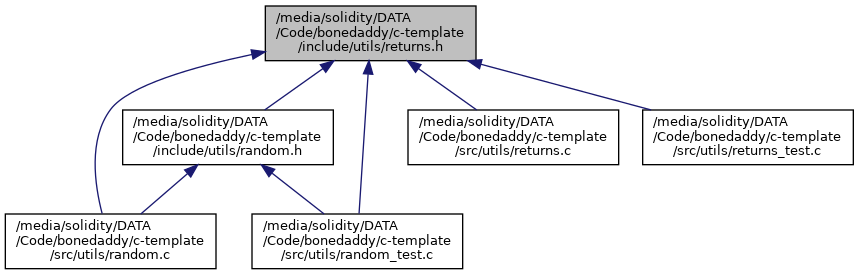 /media/solidity/DATA
/Code/bonedaddy/c-template
/include/utils/returns.h
/media/solidity/DATA
/Code/bonedaddy/c-template
/include/utils/random.h
/media/solidity/DATA
/Code/bonedaddy/c-template
/src/utils/returns.c
/media/solidity/DATA
/Code/bonedaddy/c-template
/src/utils/returns_test.c
/media/solidity/DATA
/Code/bonedaddy/c-template
/src/utils/random.c
/media/solidity/DATA
/Code/bonedaddy/c-template
/src/utils/random_test.c